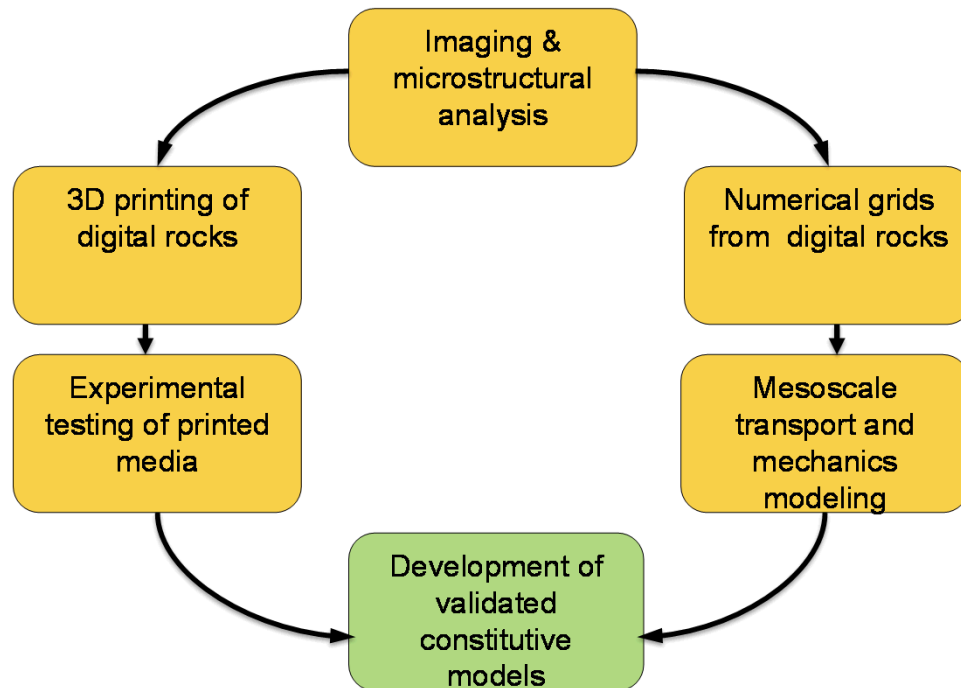 Imaging &
microstructural
analysis
3D printing of
digital rocks
Numerical grids
from  digital rocks
Experimental
testing of printed
media
Mesoscale
transport and
mechanics
modeling
Development of
validated
constitutive
models